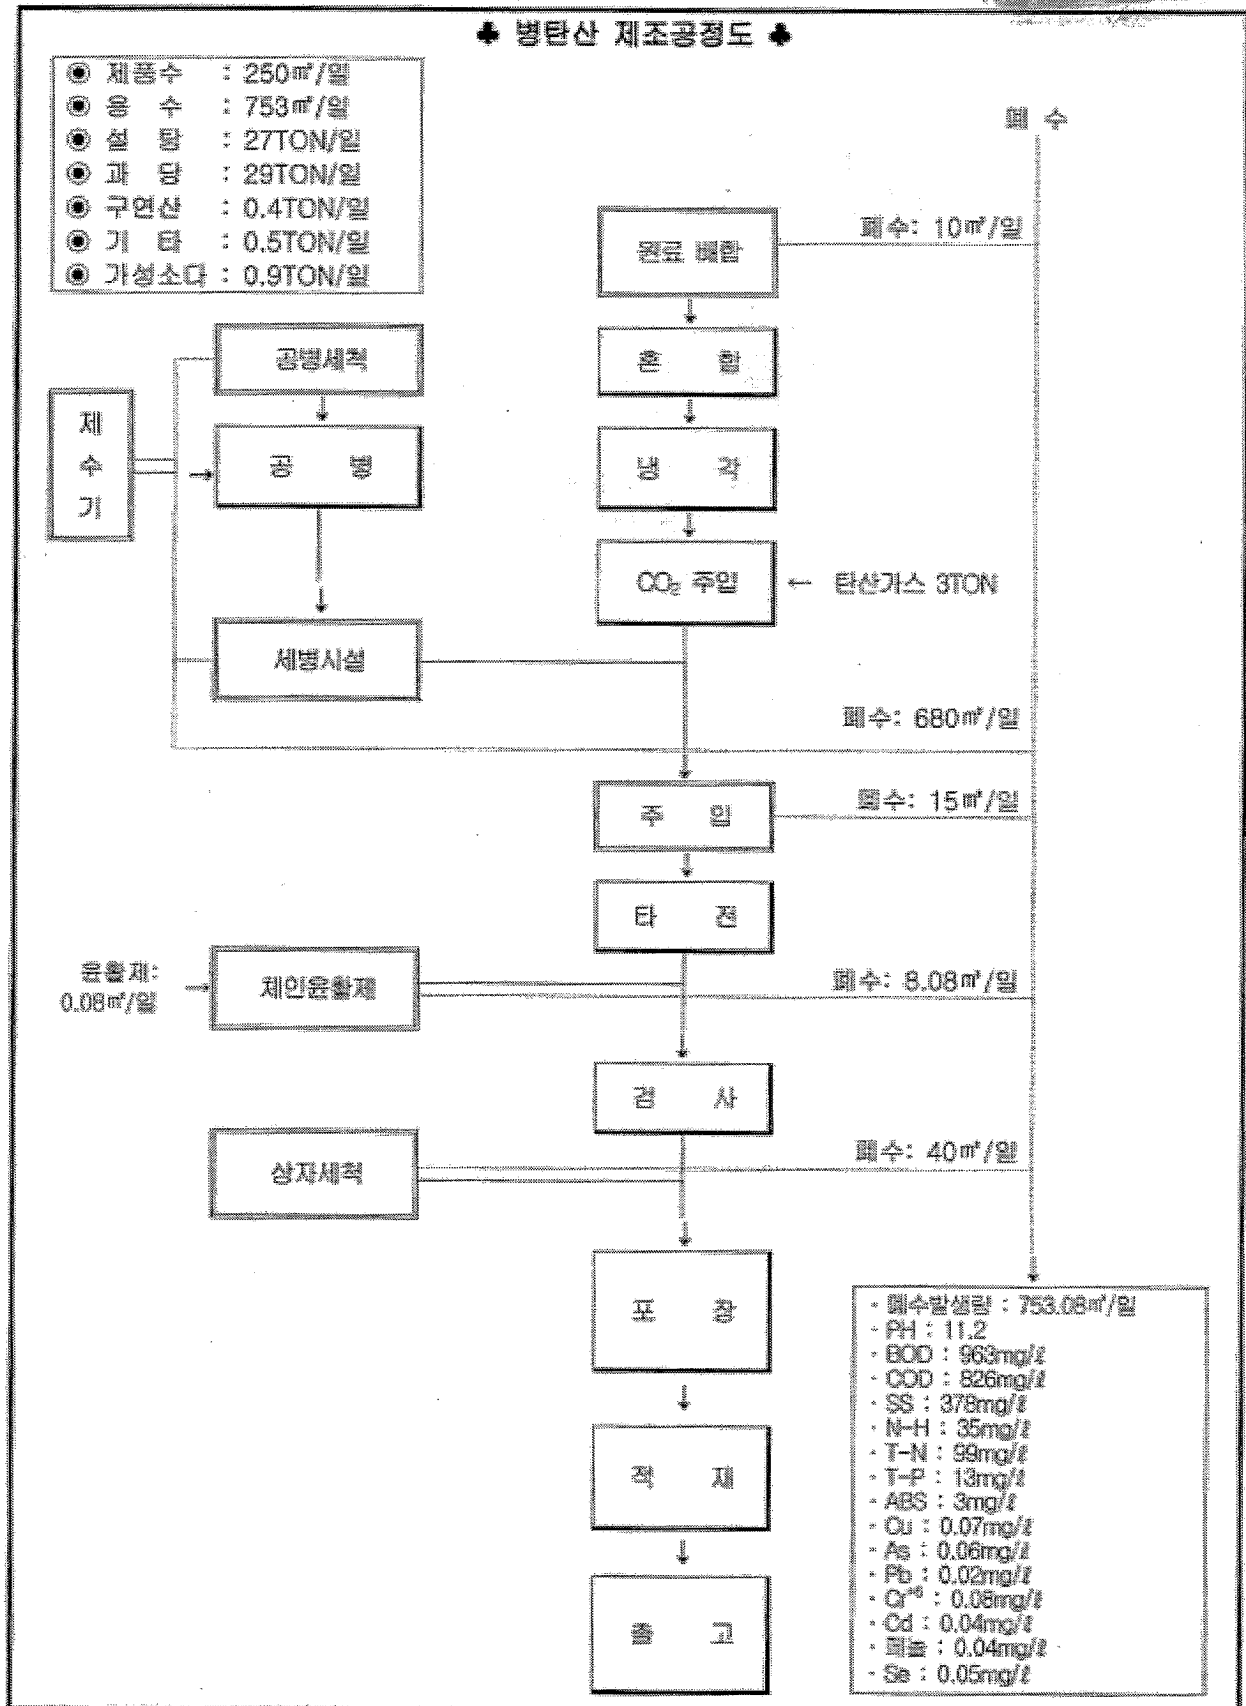 ♣ 병탄산 제조공정도 ♣
◉ 제품수 : 250㎥/일
◉ 용 수 : 753㎥/일
◉ 설 탕 : 27TON/일
◉ 과 당 : 29TON/일
◉ 구연산 : 0.4TON/일
◉ 기 타 : 0.5TON/일
◉ 가성소다 : 0.9TON/일
폐 수
원료 배합
폐수: 10㎥/일
공병세척
혼 합
제
수
기
공 병
냉 각
CO₂ 주입
← 탄산가스 3TON
세병시설
폐수: 680㎥/일
주 입
폐수: 15㎥/일
타 전
윤활제:
0.08㎥/일
체인윤활제
폐수: 8.08㎥/일
검 사
상자세척
폐수: 40㎥/일
포 장
적 재
출 고
- 폐수발생량 : 753.08㎥/일
- PH : 11.2
- BOD : 963mg/ℓ
- COD : 826mg/ℓ
- SS : 378mg/ℓ
- N-H : 35mg/ℓ
- T-N : 99mg/ℓ
- T-P : 13mg/ℓ
- ABS : 3mg/ℓ
- Cu : 0.07mg/ℓ
- As : 0.06mg/ℓ
- Pb : 0.02mg/ℓ
- Cr⁺⁶ : 0.08mg/ℓ
- Cd : 0.04mg/ℓ
- 페놀 : 0.04mg/ℓ
- Se : 0.05mg/ℓ